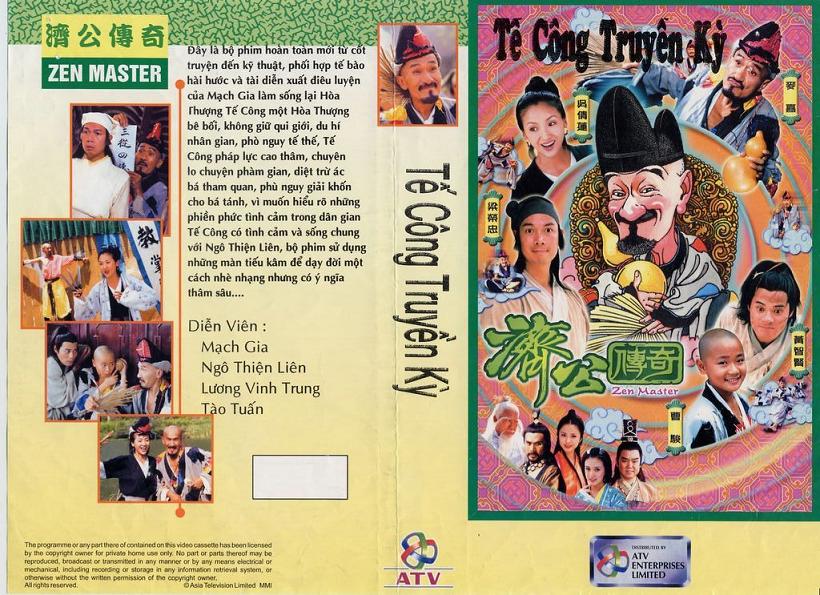 濟公傳奇
ZEN MASTER
Đây là bộ phim hoàn toàn mới từ cốt
truyện đến kỹ thuật, phối hợp tế bào
hài hước và tài diễn xuất diêu luyện
của Mạch Gia làm sống lại Hòa
Thượng Tế Công một Hòa Thượng
bê bối, không giữ qui giới, du hí
nhân gian, phò nguy tế thế, Tế
Công pháp lực cao thâm, chuyên
lo chuyện phàm gian, diệt trừ ác
bá tham quan, phù nguy giải khốn
cho bá tánh, vì muốn hiểu rõ những
phiền phức tình cảm trong dân gian
Tế Công có tình cảm và sống chung
với Ngô Thiện Liên, bộ phim sử dụng
những màn tiếu kâm để dạy đời một
cách nhè nhạng nhưng có ý ngĩa
thâm sâu....
Diễn Viên :
Mạch Gia
Ngô Thiện Liên
Lương Vinh Trung
Tào Tuấn
The programme or any part there of contained on this video cassette has been licensed
by the copyright owner for private home use only. No part or parts thereof may be
reproduced, broadcast or transmitted in any manner or by any means electrical or
mechanical, including recording or storage in any information retrieval system, or
otherwise without the written permission of the copyright owner.
All rights reserved. © Asia Television Limited MMI
Tế Công Truyền Kỳ
ATV
Tê Công Truyền Kỳ
麥嘉
吳倩蓮
梁榮忠
黃智賢
曹駿
濟公傳奇
Zen Master
DISTRIBUTED BY
ATV
ENTERPRISES
LIMITED